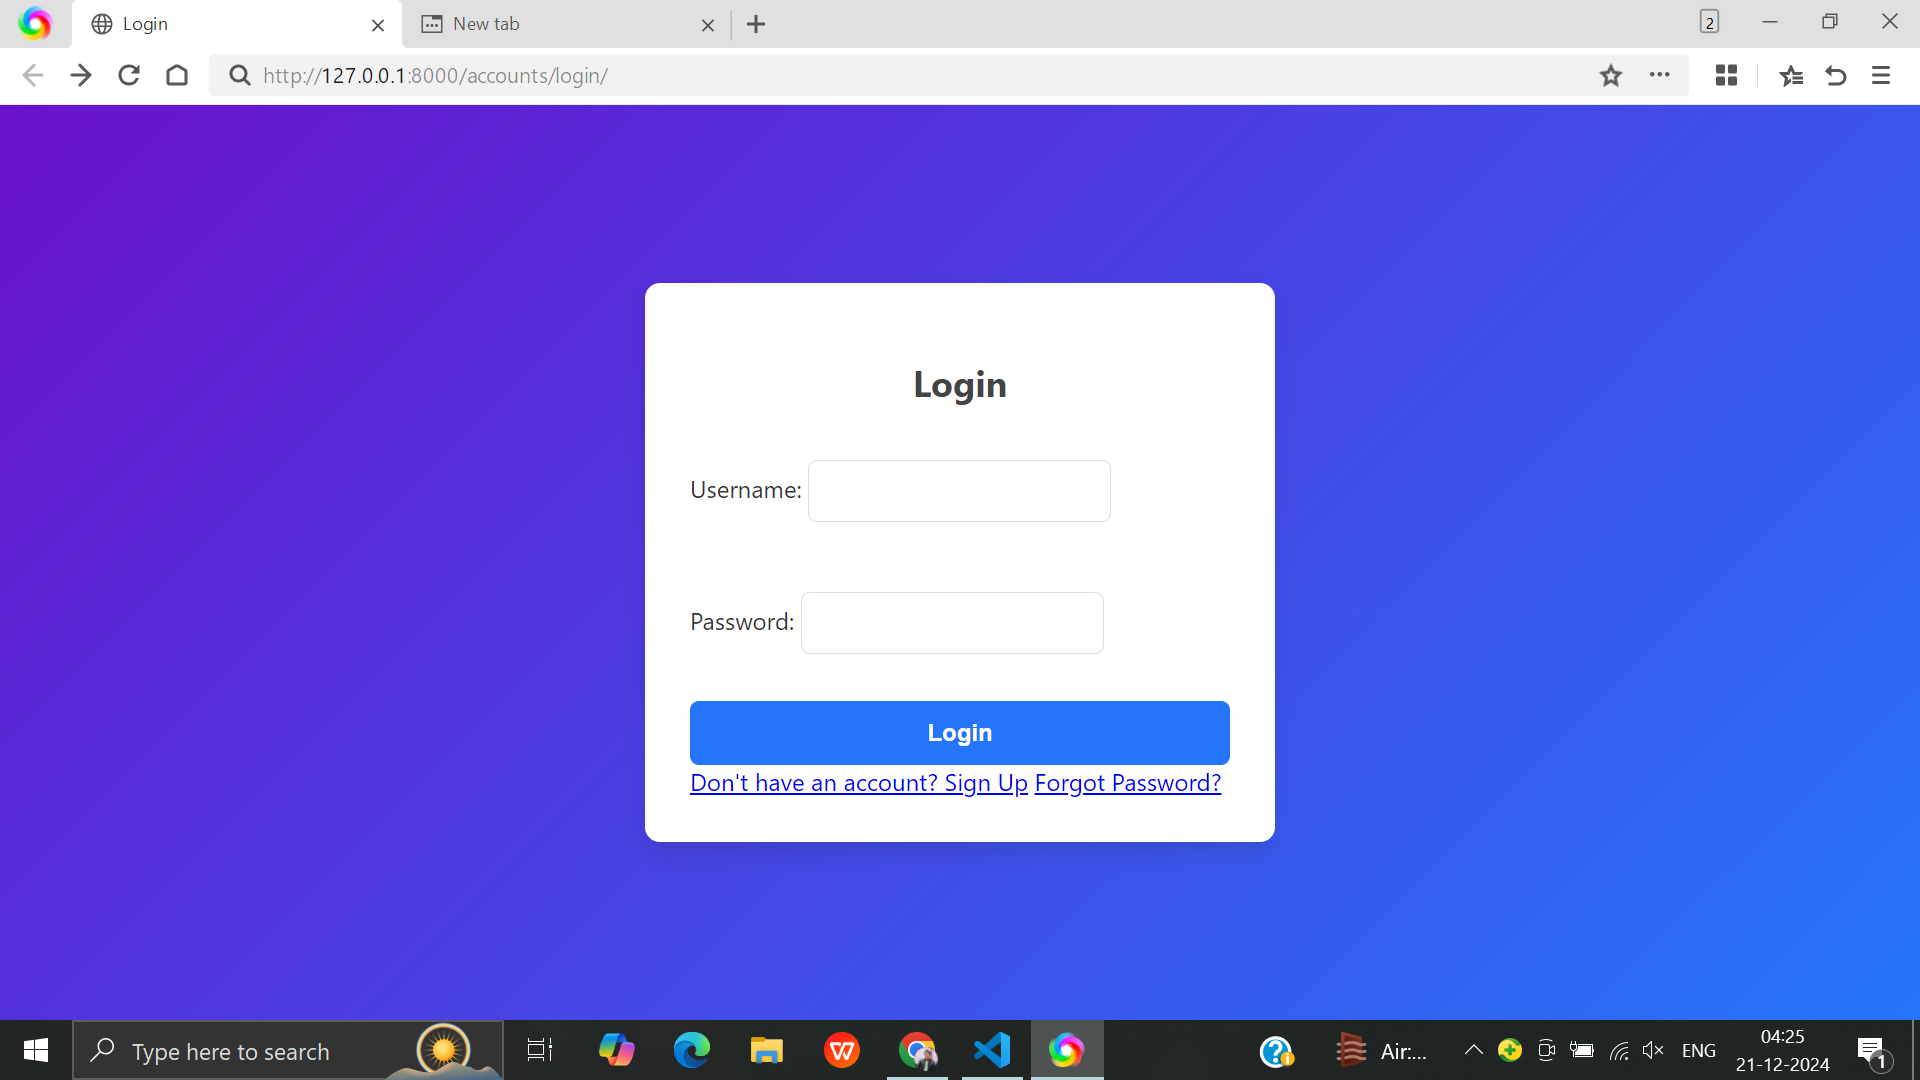 Login
New tab
2
http://127.0.0.1:8000/accounts/login/
Login
Username:
Password:
Login
Don't have an account? Sign Up Forgot Password?
Type here to search
W
Air:...
ENG
04:25
21-12-2024
1